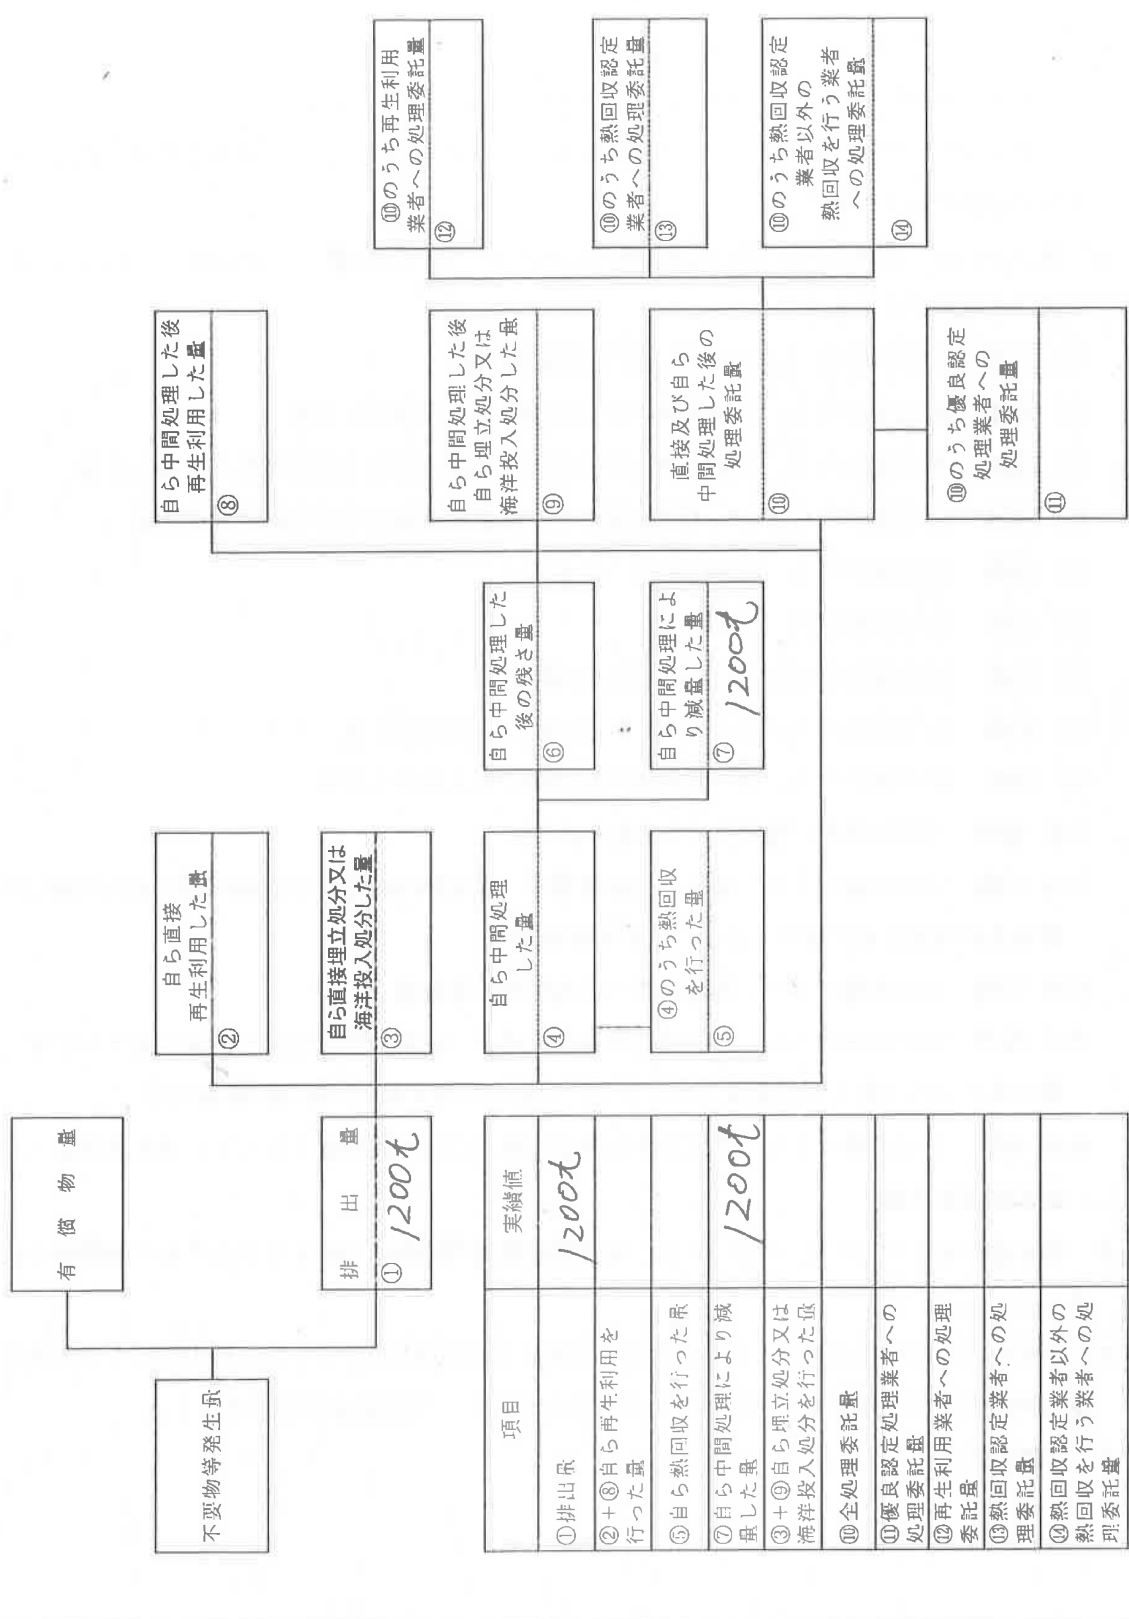 有償物量
不要物等発生量
排出量
① 1200t
自ら直接
再生利用した量
②
自ら直接埋立処分又は
海洋投入処分した量
③
自ら中間処理
した量
④
④のうち熱回収
を行った量
⑤
自ら中間処理した
後の残さ量
⑥
自ら中間処理によ
り減量した量
⑦ 1200t
自ら中間処理した後
再生利用した量
⑧
自ら中間処理した後
自ら埋立処分又は
海洋投入処分した量
⑨
直接及び自ら
中間処理した後の
処理委託量
⑩
⑩のうち優良認定
処理業者への
処理委託量
⑪
⑩のうち再生利用
業者への処理委託量
⑫
⑩のうち熱回収認定
業者への処理委託量
⑬
⑩のうち熱回収認定
業者以外の
熱回収を行う業者
への処理委託量
⑭
項目 実績値
①排出量 1200t
②+⑧自ら再生利用を
行った量
⑤自ら熱回収を行った量
⑦自ら中間処理により減
量した量 1200t
③+⑨自ら埋立処分又は
海洋投入処分を行った量
⑩全処理委託量
⑪優良認定処理業者への
処理委託量
⑫再生利用業者への処理
委託量
⑬熱回収認定業者への処
理委託量
⑭熱回収認定業者以外の
熱回収を行う業者への処
理委託量